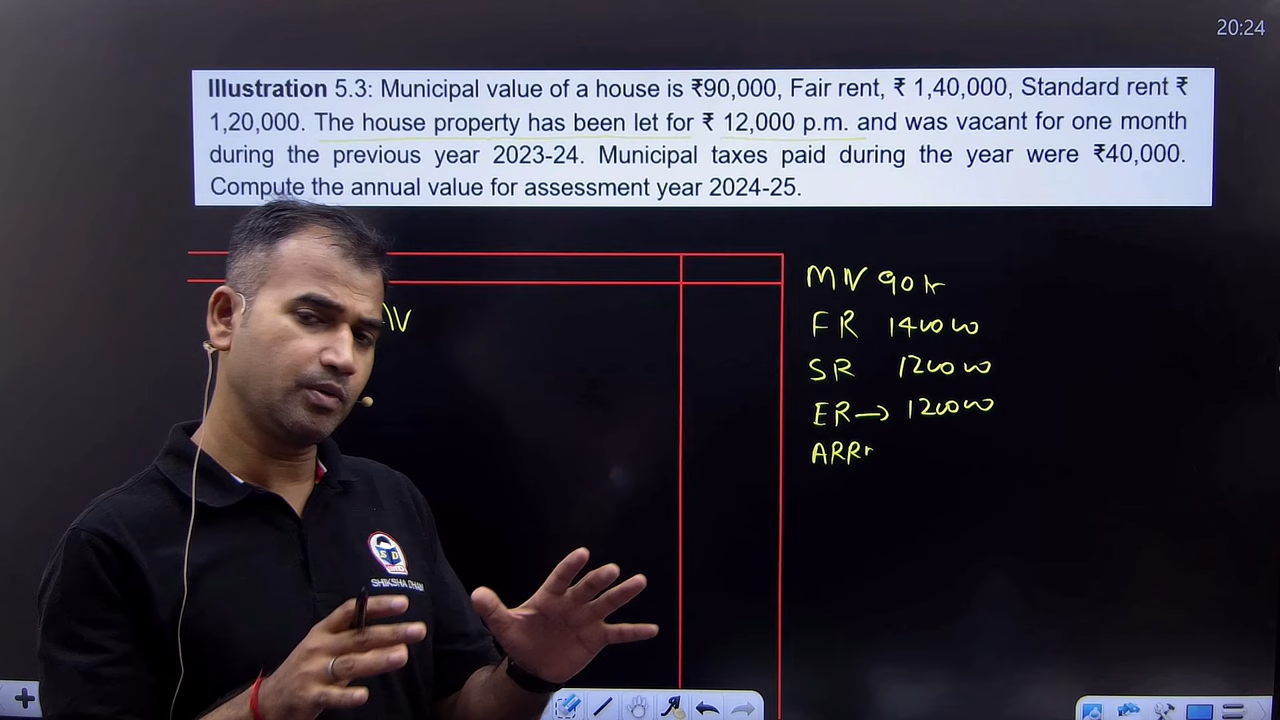 20:24
Illustration 5.3: Municipal value of a house is ₹90,000, Fair rent, ₹ 1,40,000, Standard rent ₹
1,20,000. The house property has been let for ₹ 12,000 p.m. and was vacant for one month
during the previous year 2023-24. Municipal taxes paid during the year were ₹40,000.
Compute the annual value for assessment year 2024-25.
MV 90k
FR 140000
SR 120000
ER → 120000
ARR
SD
SHIKSHA DHAM